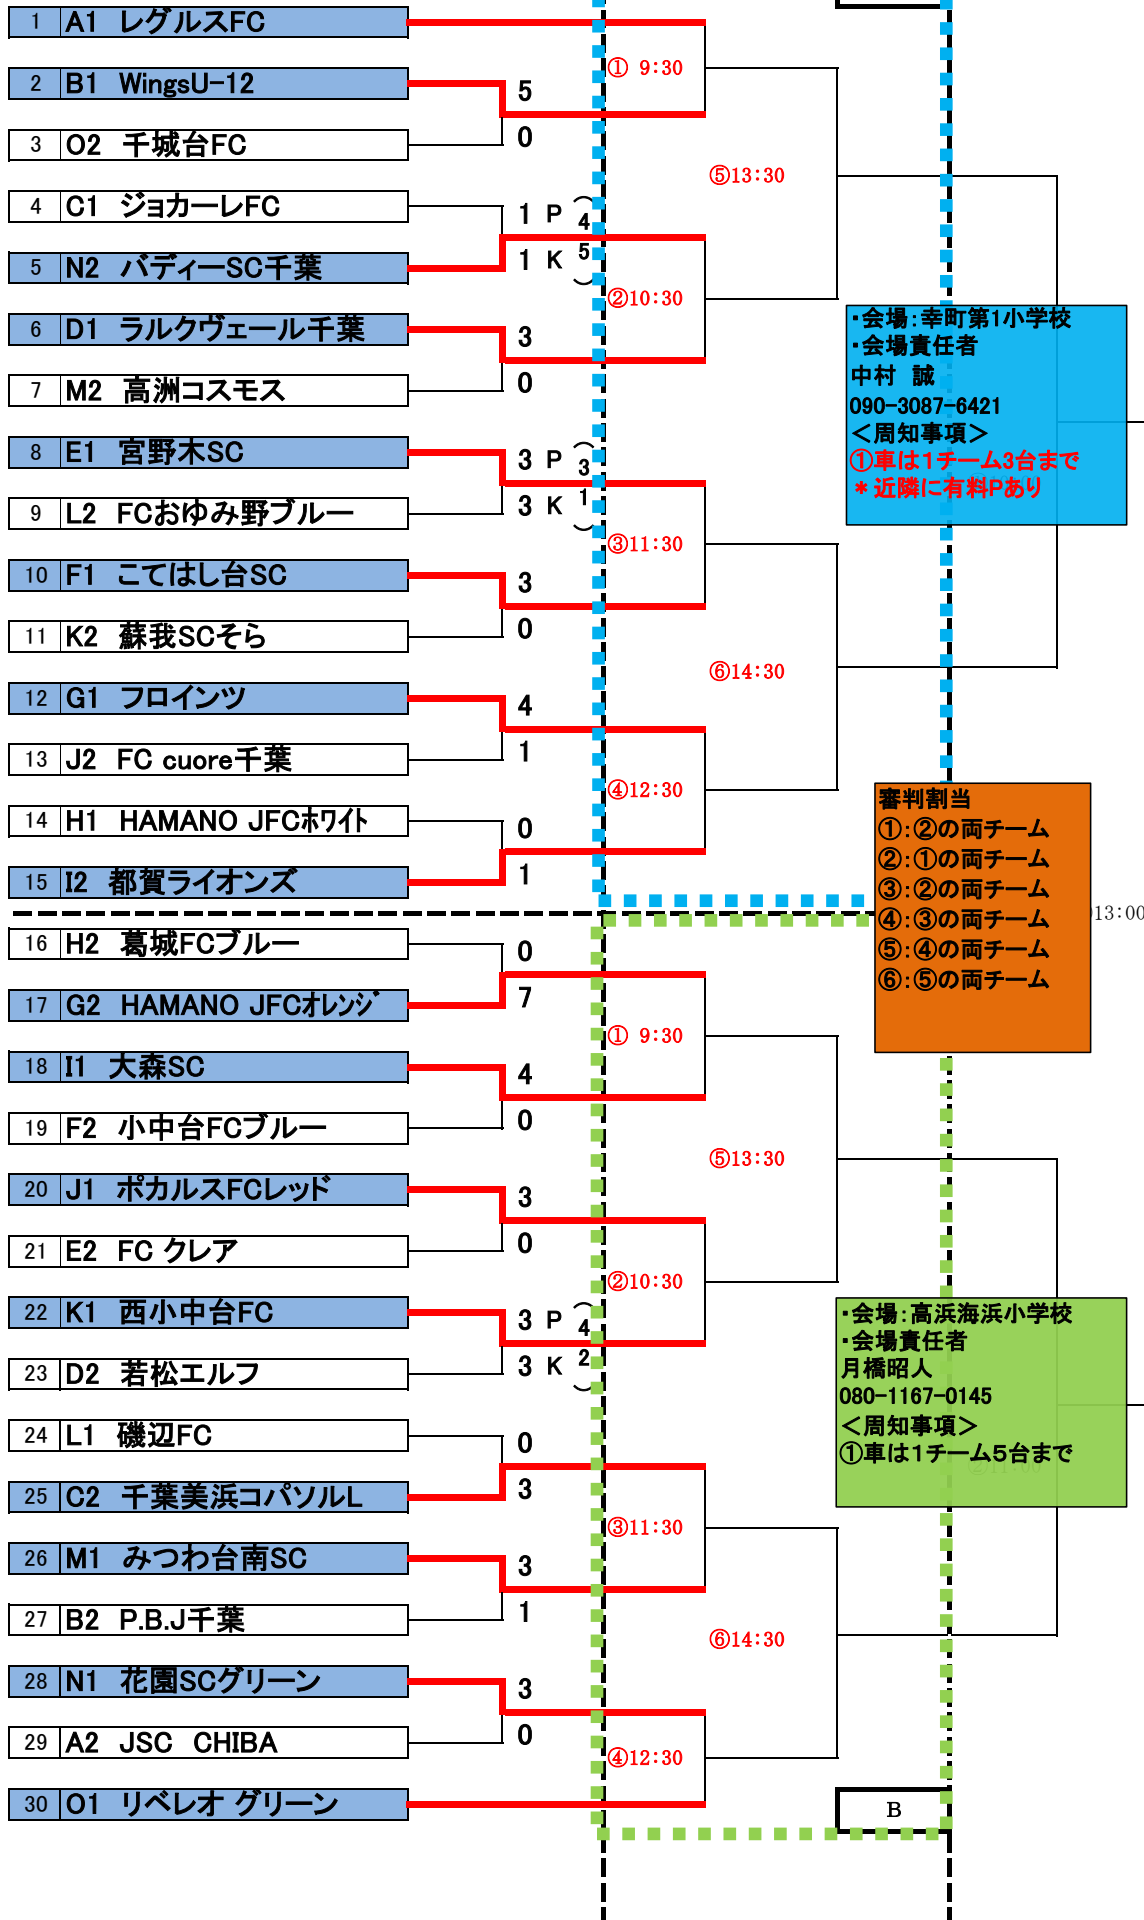 1 A1 レグルスFC
① 9:30
2 B1 WingsU-12
5
3 O2 千城台FC
0
⑤13:30
4 C1 ジョカーレFC
1 P 4
5 N2 バディーSC千葉
1 K 5
②10:30
6 D1 ラルクヴェール千葉
3
7 M2 高洲コスモス
0
・会場:幸町第1小学校
・会場責任者
中村 誠
090-3087-6421
＜周知事項＞
①車は1チーム3台まで
＊近隣に有料Pあり
8 E1 宮野木SC
3 P 3
9 L2 FCおゆみ野ブルー
3 K 1
③11:30
10 F1 こてはし台SC
3
11 K2 蘇我SCそら
0
⑥14:30
12 G1 フロインツ
4
13 J2 FC cuore千葉
1
④12:30
14 H1 HAMANO JFCホワイト
0
15 I2 都賀ライオンズ
1
審判割当
①:②の両チーム
②:①の両チーム
③:②の両チーム
④:③の両チーム
⑤:④の両チーム
⑥:⑤の両チーム
13:00
16 H2 葛城FCブルー
0
17 G2 HAMANO JFCオレンジ
7
① 9:30
18 I1 大森SC
4
19 F2 小中台FCブルー
0
⑤13:30
20 J1 ポカルスFCレッド
3
21 E2 FC クレア
0
②10:30
22 K1 西小中台FC
3 P 4
23 D2 若松エルフ
3 K 2
・会場:高浜海浜小学校
・会場責任者
月橋昭人
080-1167-0145
＜周知事項＞
①車は1チーム5台まで
②11:00
24 L1 磯辺FC
0
25 C2 千葉美浜コパソルL
3
③11:30
26 M1 みつわ台南SC
3
27 B2 P.B.J千葉
1
⑥14:30
28 N1 花園SCグリーン
3
29 A2 JSC CHIBA
0
④12:30
30 O1 リベレオ グリーン
B